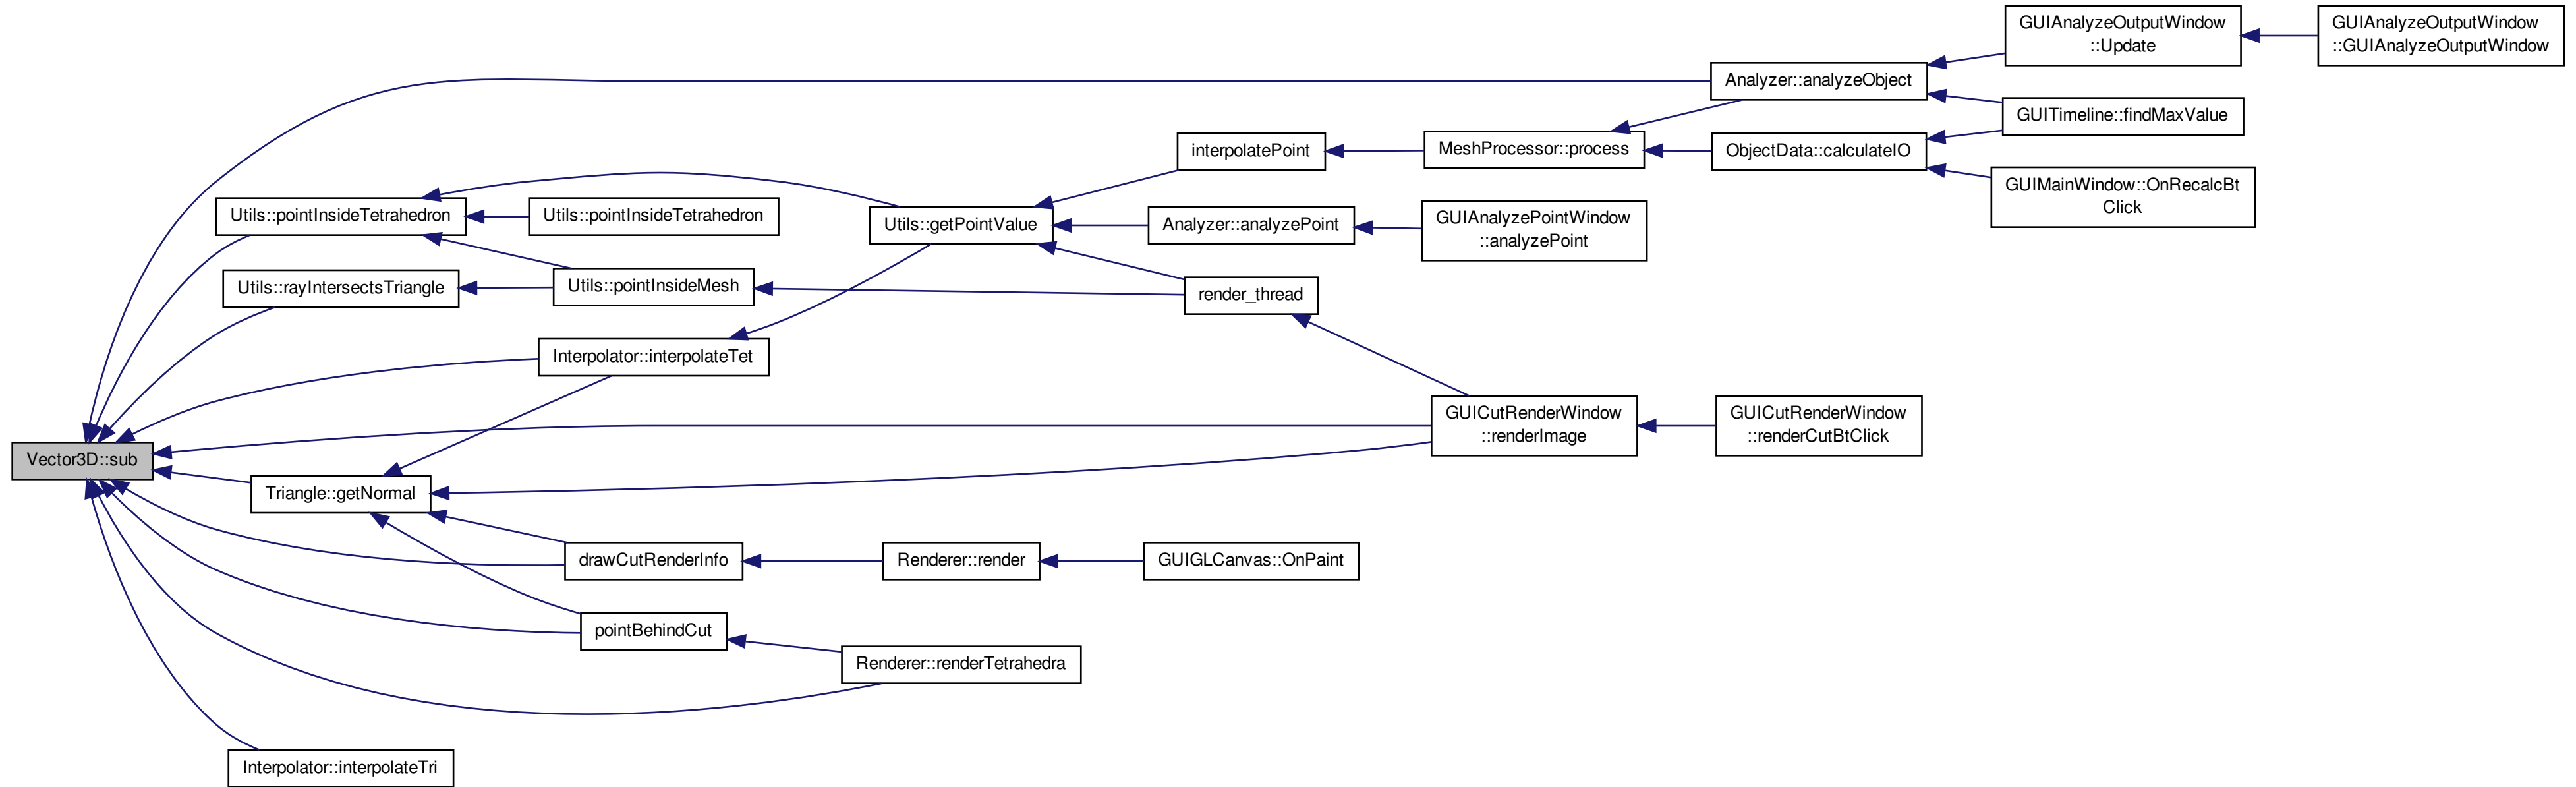 GUIAnalyzeOutputWindow
::Update
GUIAnalyzeOutputWindow
::GUIAnalyzeOutputWindow
Analyzer::analyzeObject
GUITimeline::findMaxValue
interpolatePoint
MeshProcessor::process
ObjectData::calculateIO
GUIMainWindow::OnRecalcBt
Click
Utils::pointInsideTetrahedron
Utils::pointInsideTetrahedron
Utils::getPointValue
Analyzer::analyzePoint
GUIAnalyzePointWindow
::analyzePoint
Utils::rayIntersectsTriangle
Utils::pointInsideMesh
render_thread
Interpolator::interpolateTet
GUICutRenderWindow
::renderImage
GUICutRenderWindow
::renderCutBtClick
Vector3D::sub
Triangle::getNormal
drawCutRenderInfo
Renderer::render
GUIGLCanvas::OnPaint
pointBehindCut
Renderer::renderTetrahedra
Interpolator::interpolateTri